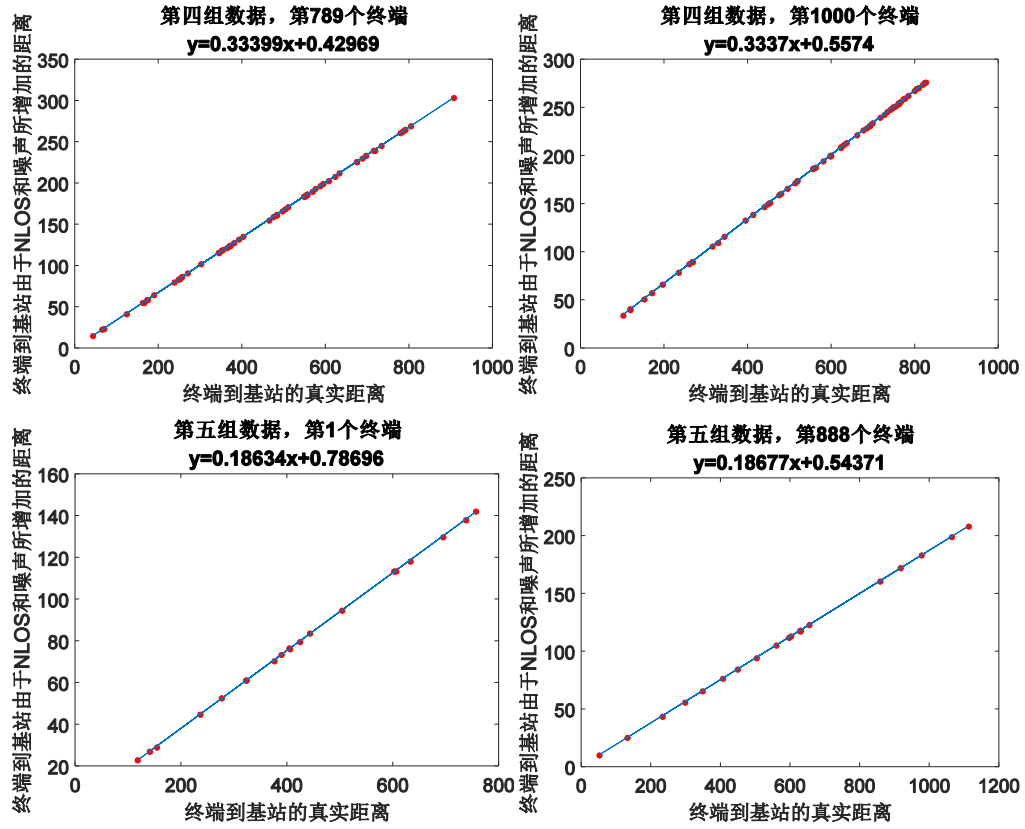 第四组数据，第789个终端
y=0.33399x+0.42969
终端到基站由于NLOS和噪声所增加的距离
350
300
250
200
150
100
50
0
0 200 400 600 800 1000
终端到基站的真实距离
第四组数据，第1000个终端
y=0.3337x+0.5574
终端到基站由于NLOS和噪声所增加的距离
300
250
200
150
100
50
0
0 200 400 600 800 1000
终端到基站的真实距离
第五组数据，第1个终端
y=0.18634x+0.78696
终端到基站由于NLOS和噪声所增加的距离
160
140
120
100
80
60
40
20
0 200 400 600 800
终端到基站的真实距离
第五组数据，第888个终端
y=0.18677x+0.54371
终端到基站由于NLOS和噪声所增加的距离
250
200
150
100
50
0
0 200 400 600 800 1000 1200
终端到基站的真实距离